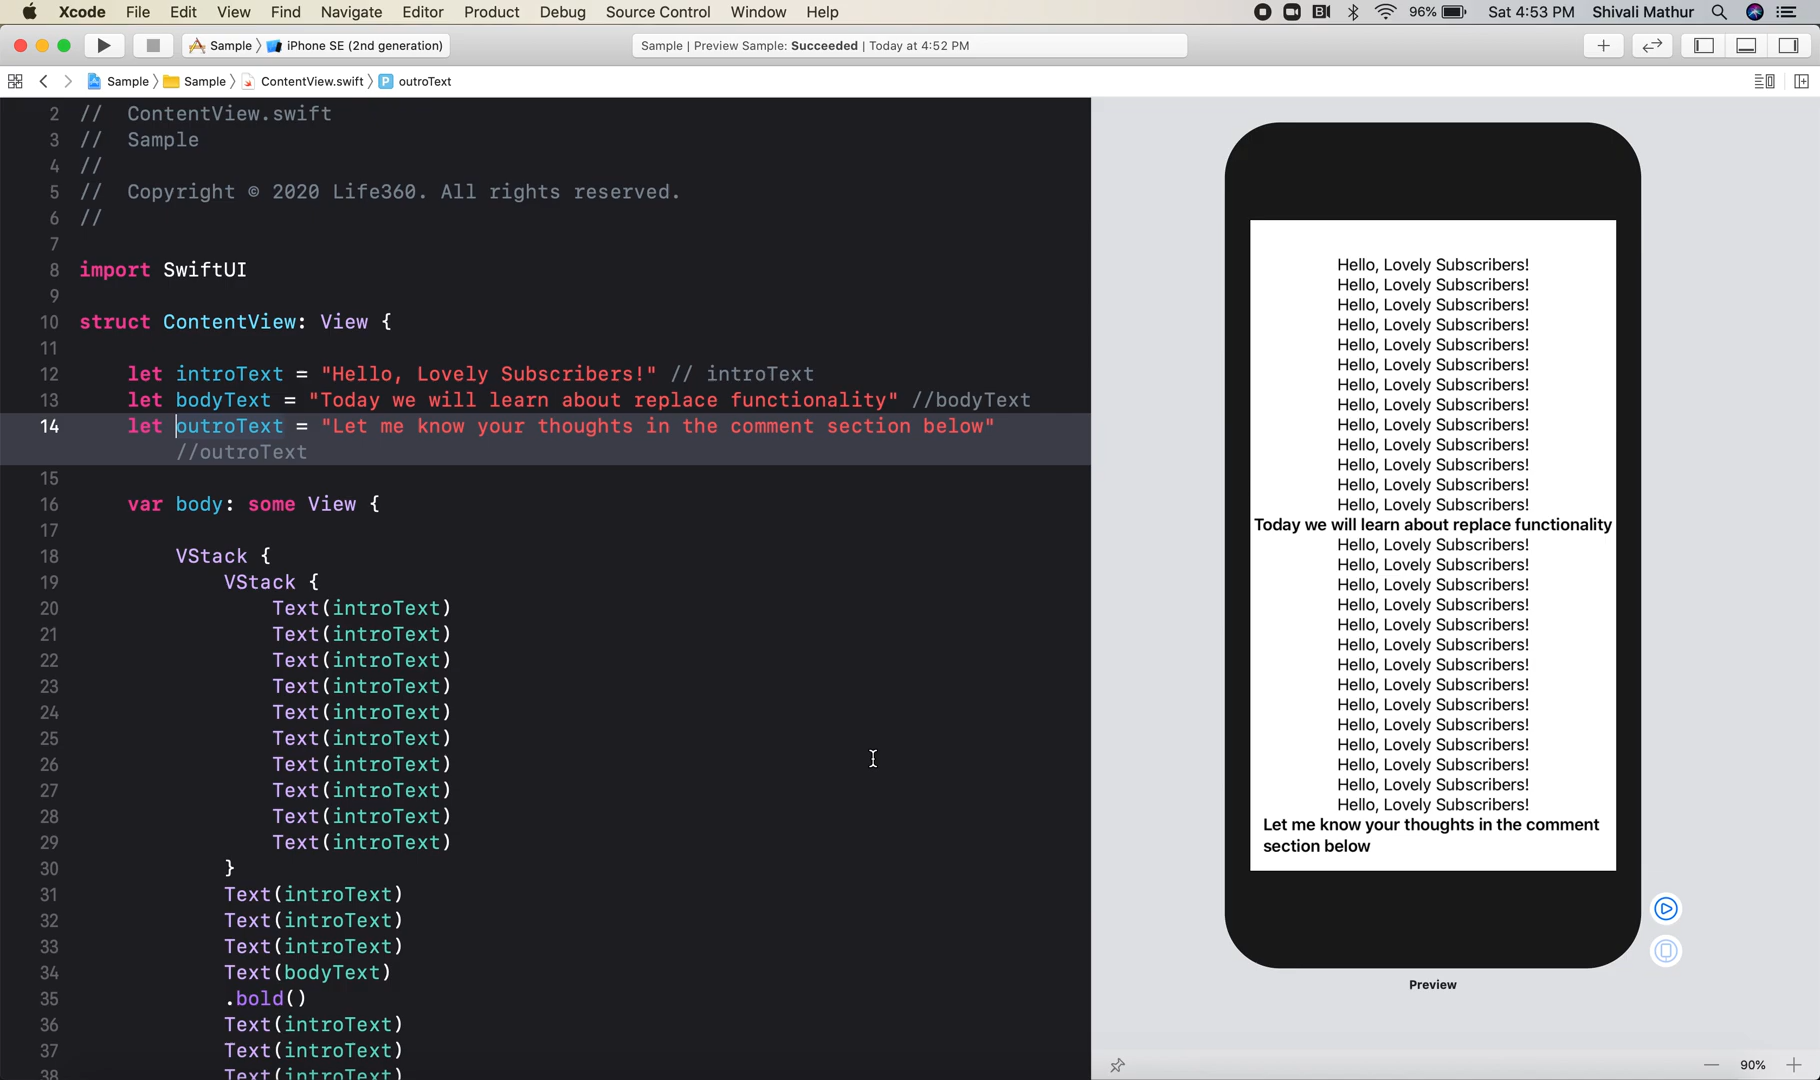 Xcode File Edit View Find Navigate Editor Product Debug Source Control Window Help 96% Sat 4:53 PM Shivali Mathur
Sample iPhone SE (2nd generation) Sample | Preview Sample: Succeeded | Today at 4:52 PM
Sample Sample ContentView.swift P outroText
2 // ContentView.swift
3 // Sample
4 //
5 // Copyright © 2020 Life360. All rights reserved.
6 //
7
8 import SwiftUI
9
10 struct ContentView: View {
11
12 let introText = "Hello, Lovely Subscribers!" // introText
13 let bodyText = "Today we will learn about replace functionality" //bodyText
14 let outroText = "Let me know your thoughts in the comment section below"
//outroText
15
16 var body: some View {
17
18 VStack {
19 VStack {
20 Text(introText)
21 Text(introText)
22 Text(introText)
23 Text(introText)
24 Text(introText)
25 Text(introText)
26 Text(introText)
27 Text(introText)
28 Text(introText)
29 Text(introText)
30 }
31 Text(introText)
32 Text(introText)
33 Text(introText)
34 Text(bodyText)
35 .bold()
36 Text(introText)
37 Text(introText)
38 Text(introText)
Hello, Lovely Subscribers!
Hello, Lovely Subscribers!
Hello, Lovely Subscribers!
Hello, Lovely Subscribers!
Hello, Lovely Subscribers!
Hello, Lovely Subscribers!
Hello, Lovely Subscribers!
Hello, Lovely Subscribers!
Hello, Lovely Subscribers!
Hello, Lovely Subscribers!
Hello, Lovely Subscribers!
Hello, Lovely Subscribers!
Hello, Lovely Subscribers!
Today we will learn about replace functionality
Hello, Lovely Subscribers!
Hello, Lovely Subscribers!
Hello, Lovely Subscribers!
Hello, Lovely Subscribers!
Hello, Lovely Subscribers!
Hello, Lovely Subscribers!
Hello, Lovely Subscribers!
Hello, Lovely Subscribers!
Hello, Lovely Subscribers!
Hello, Lovely Subscribers!
Hello, Lovely Subscribers!
Hello, Lovely Subscribers!
Hello, Lovely Subscribers!
Hello, Lovely Subscribers!
Let me know your thoughts in the comment
section below
Preview
90%